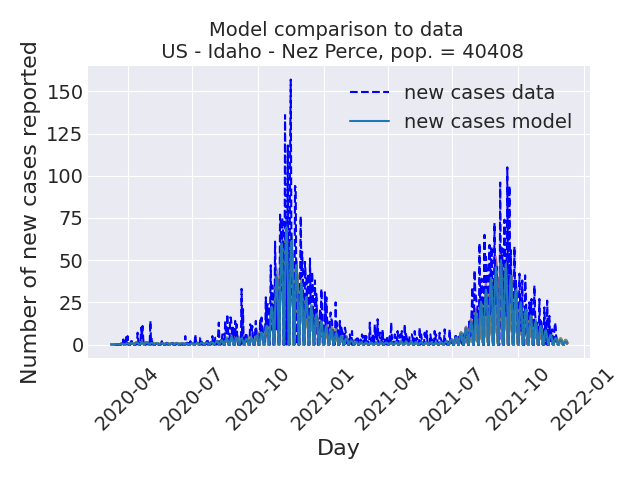 Model comparison to data
US - Idaho - Nez Perce, pop. = 40408
Number of new cases reported
150
125
100
75
50
25
0
new cases data
new cases model
2020-04
2020-07
2020-10
2021-01
2021-04
2021-07
2021-10
2022-01
Day